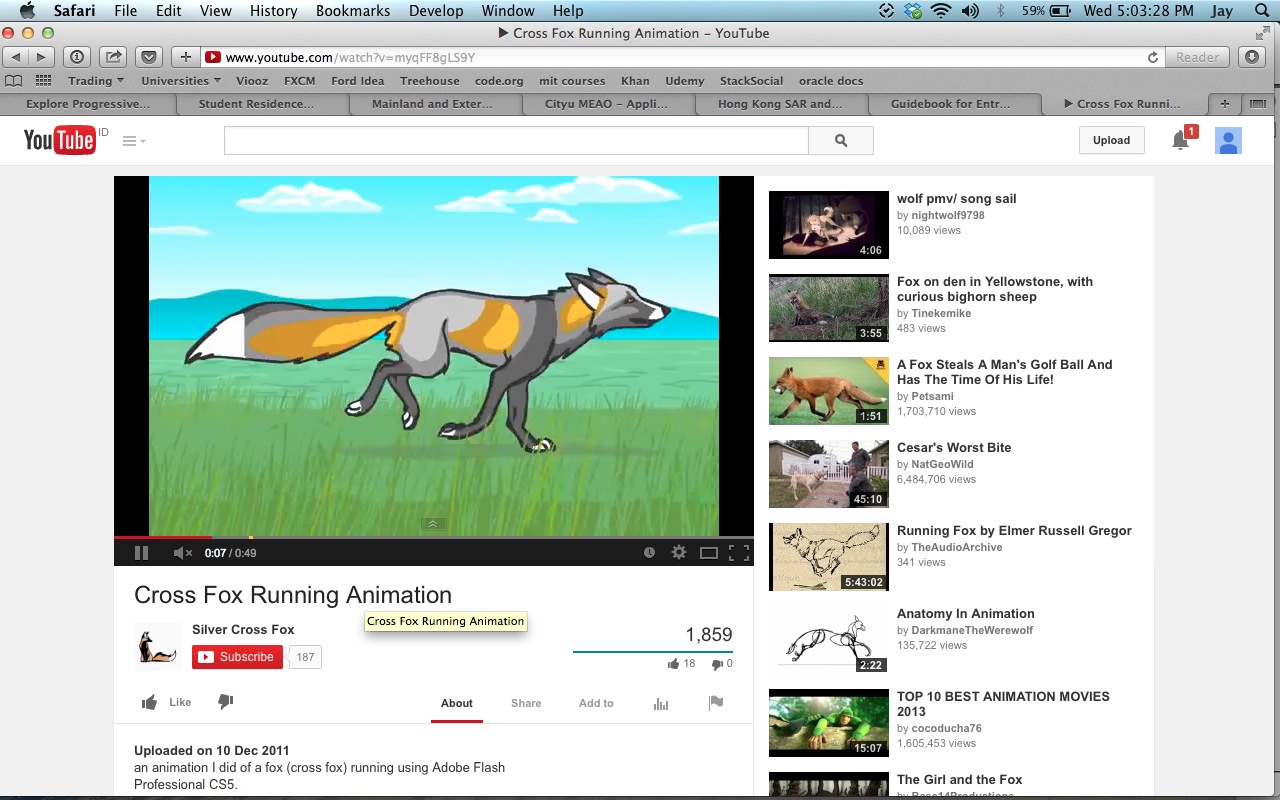 Safari File Edit View History Bookmarks Develop Window Help 59% Wed 5:03:28 PM Jay
▶ Cross Fox Running Animation – YouTube
www.youtube.com/watch?v=myqFF8gLS9Y Reader
Trading Universities Viooz FXCM Ford Idea Treehouse code.org mit courses Khan Udemy StackSocial oracle docs
Explore Progressive... Student Residence... Mainland and Exter... CityU MEAO – Appli... Hong Kong SAR and... Guidebook for Entr... ▶ Cross Fox Runni...
YouTube ID Upload 1
0:07 / 0:49
Cross Fox Running Animation
Cross Fox Running Animation
Silver Cross Fox
Subscribe 187
1,859
18 0
Like About Share Add to
Uploaded on 10 Dec 2011
an animation I did of a fox (cross fox) running using Adobe Flash
Professional CS5.
4:06
wolf pmv/ song sail
by nightwolf9798
10,089 views
3:55
Fox on den in Yellowstone, with
curious bighorn sheep
by Tinekemike
483 views
1:51
A Fox Steals A Man's Golf Ball And
Has The Time Of His Life!
by Petsami
1,703,710 views
45:10
Cesar's Worst Bite
by NatGeoWild
6,484,706 views
5:43:02
Running Fox by Elmer Russell Gregor
by TheAudioArchive
341 views
2:22
Anatomy In Animation
by DarkmaneTheWerewolf
135,722 views
15:07
TOP 10 BEST ANIMATION MOVIES
2013
by cocoducha76
1,605,453 views
The Girl and the Fox
by Base14Productions